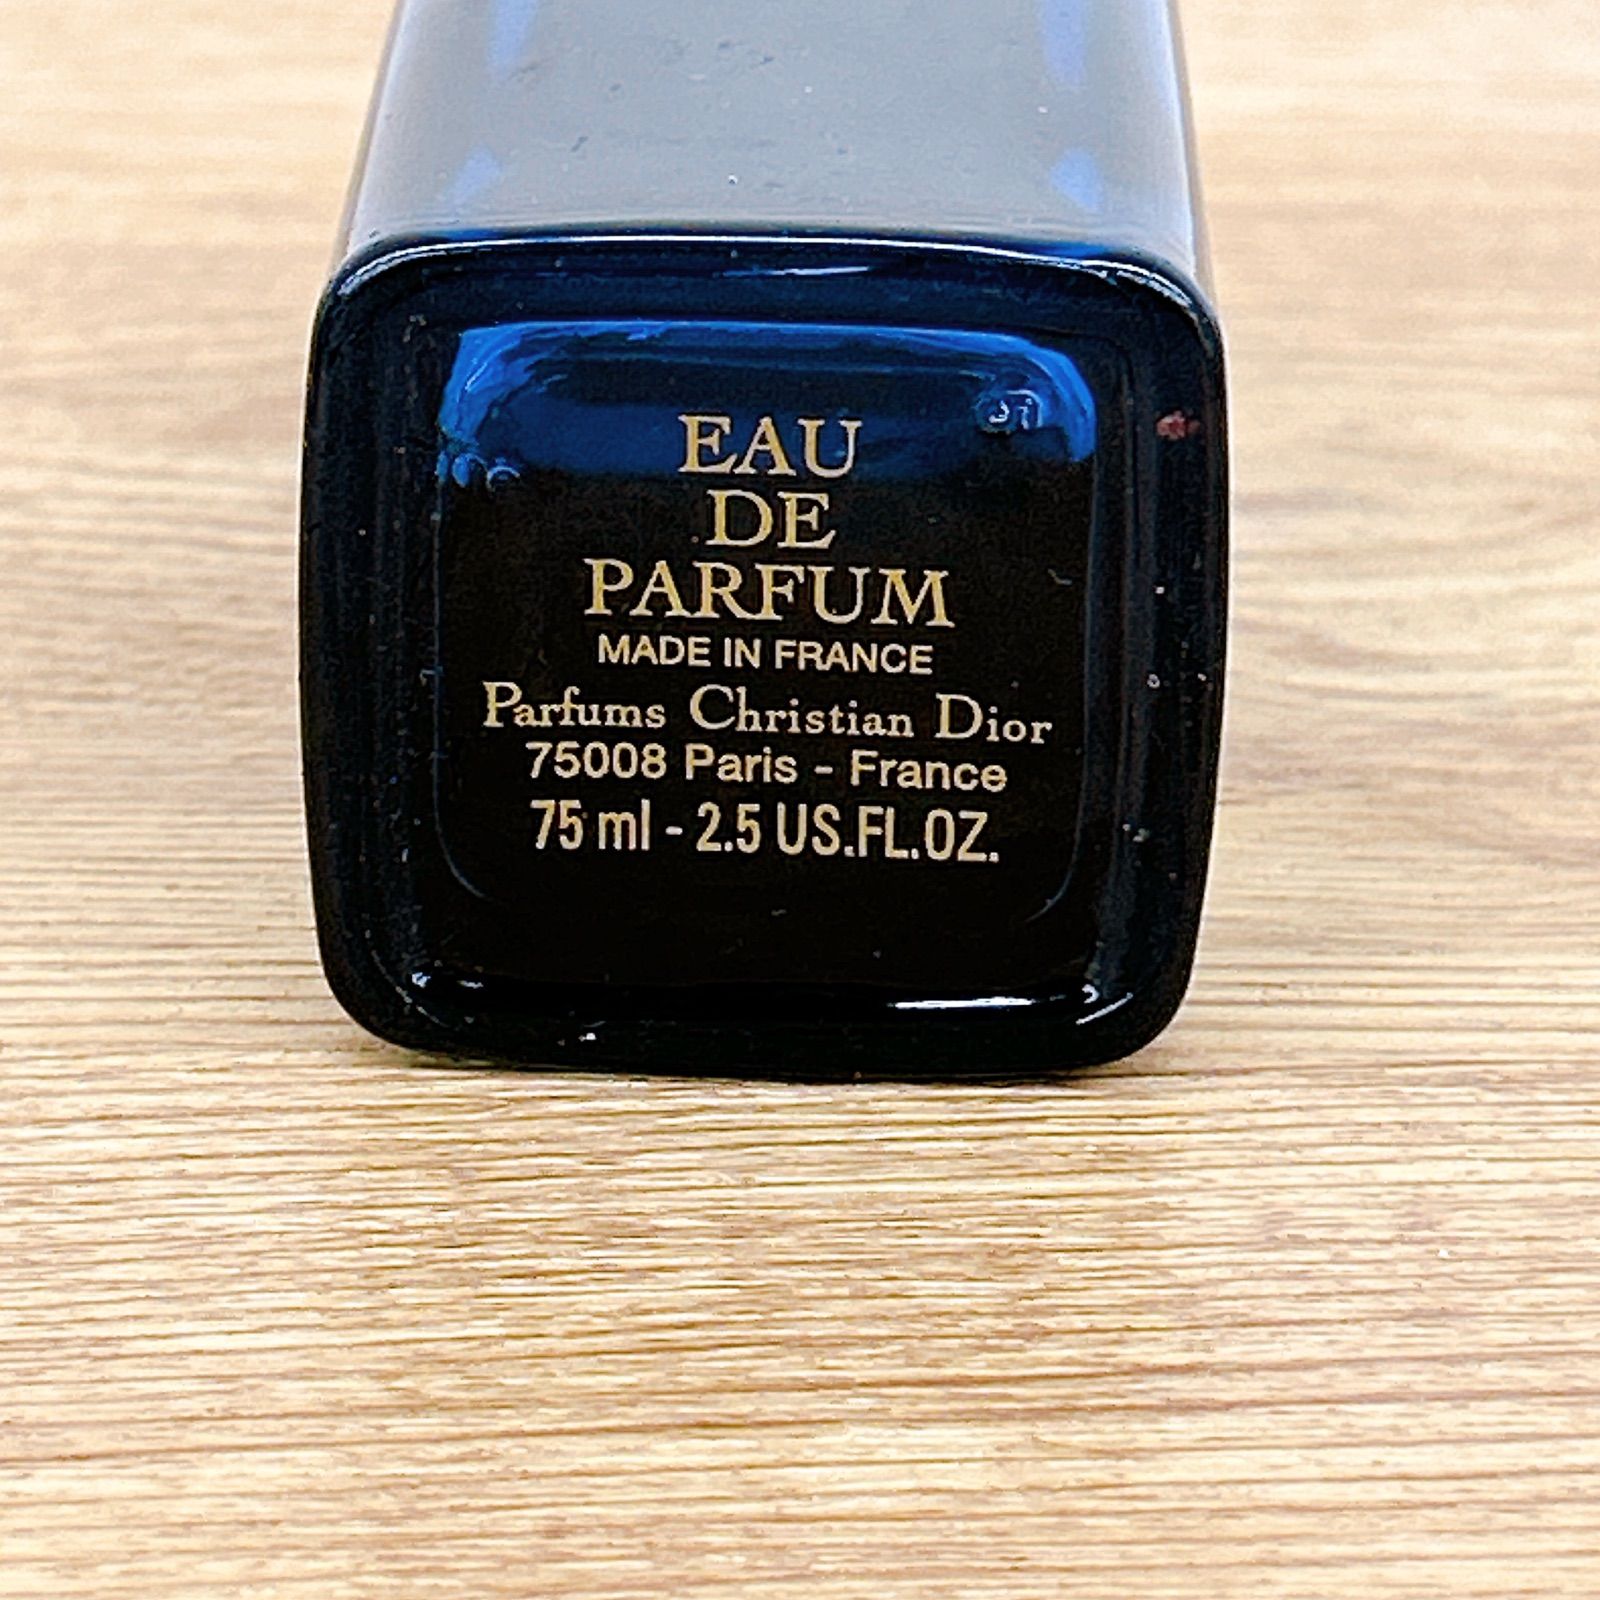 EAU
DE
PARFUM
MADE IN FRANCE
Parfums Christian Dior
75008 Paris - France
75 ml - 2.5 US.FL.OZ.